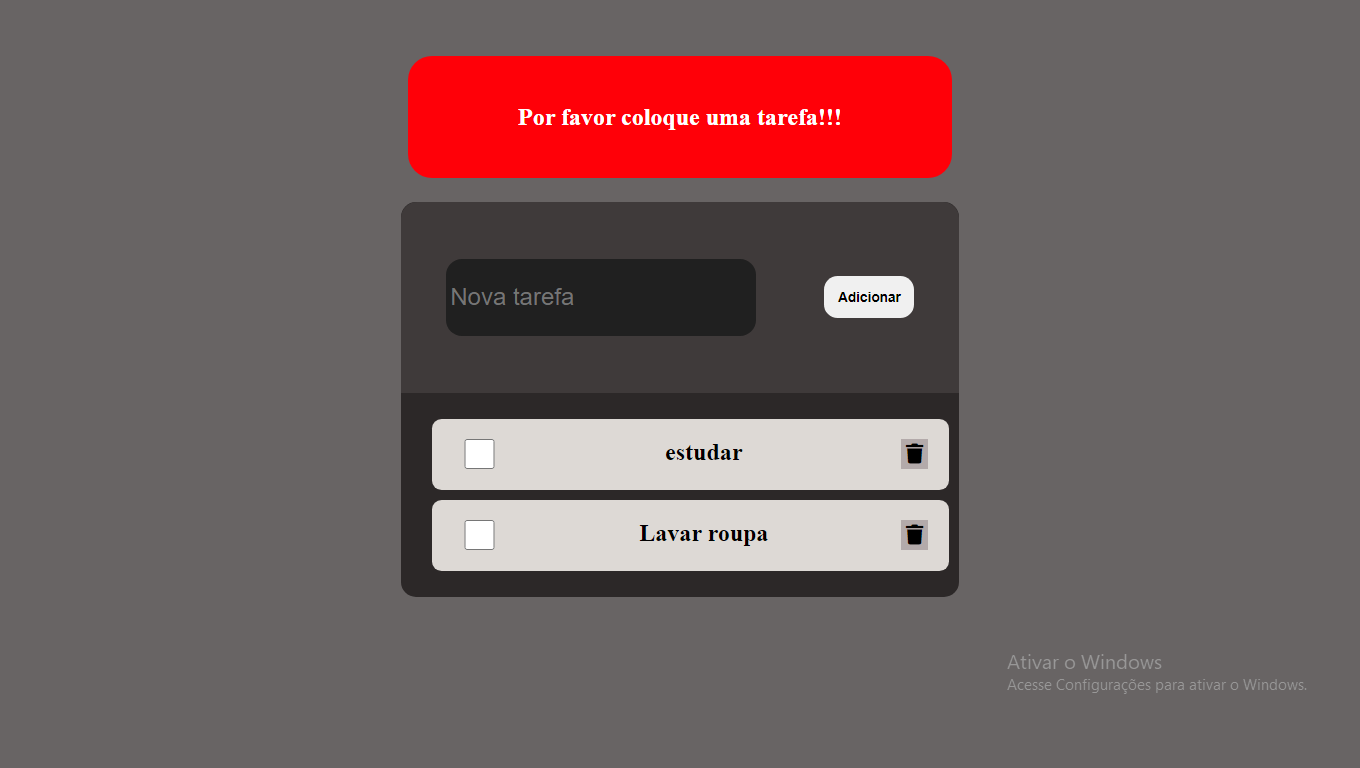 Por favor coloque uma tarefa!!!
Nova tarefa
Adicionar
estudar
Lavar roupa
Ativar o Windows
Acesse Configurações para ativar o Windows.